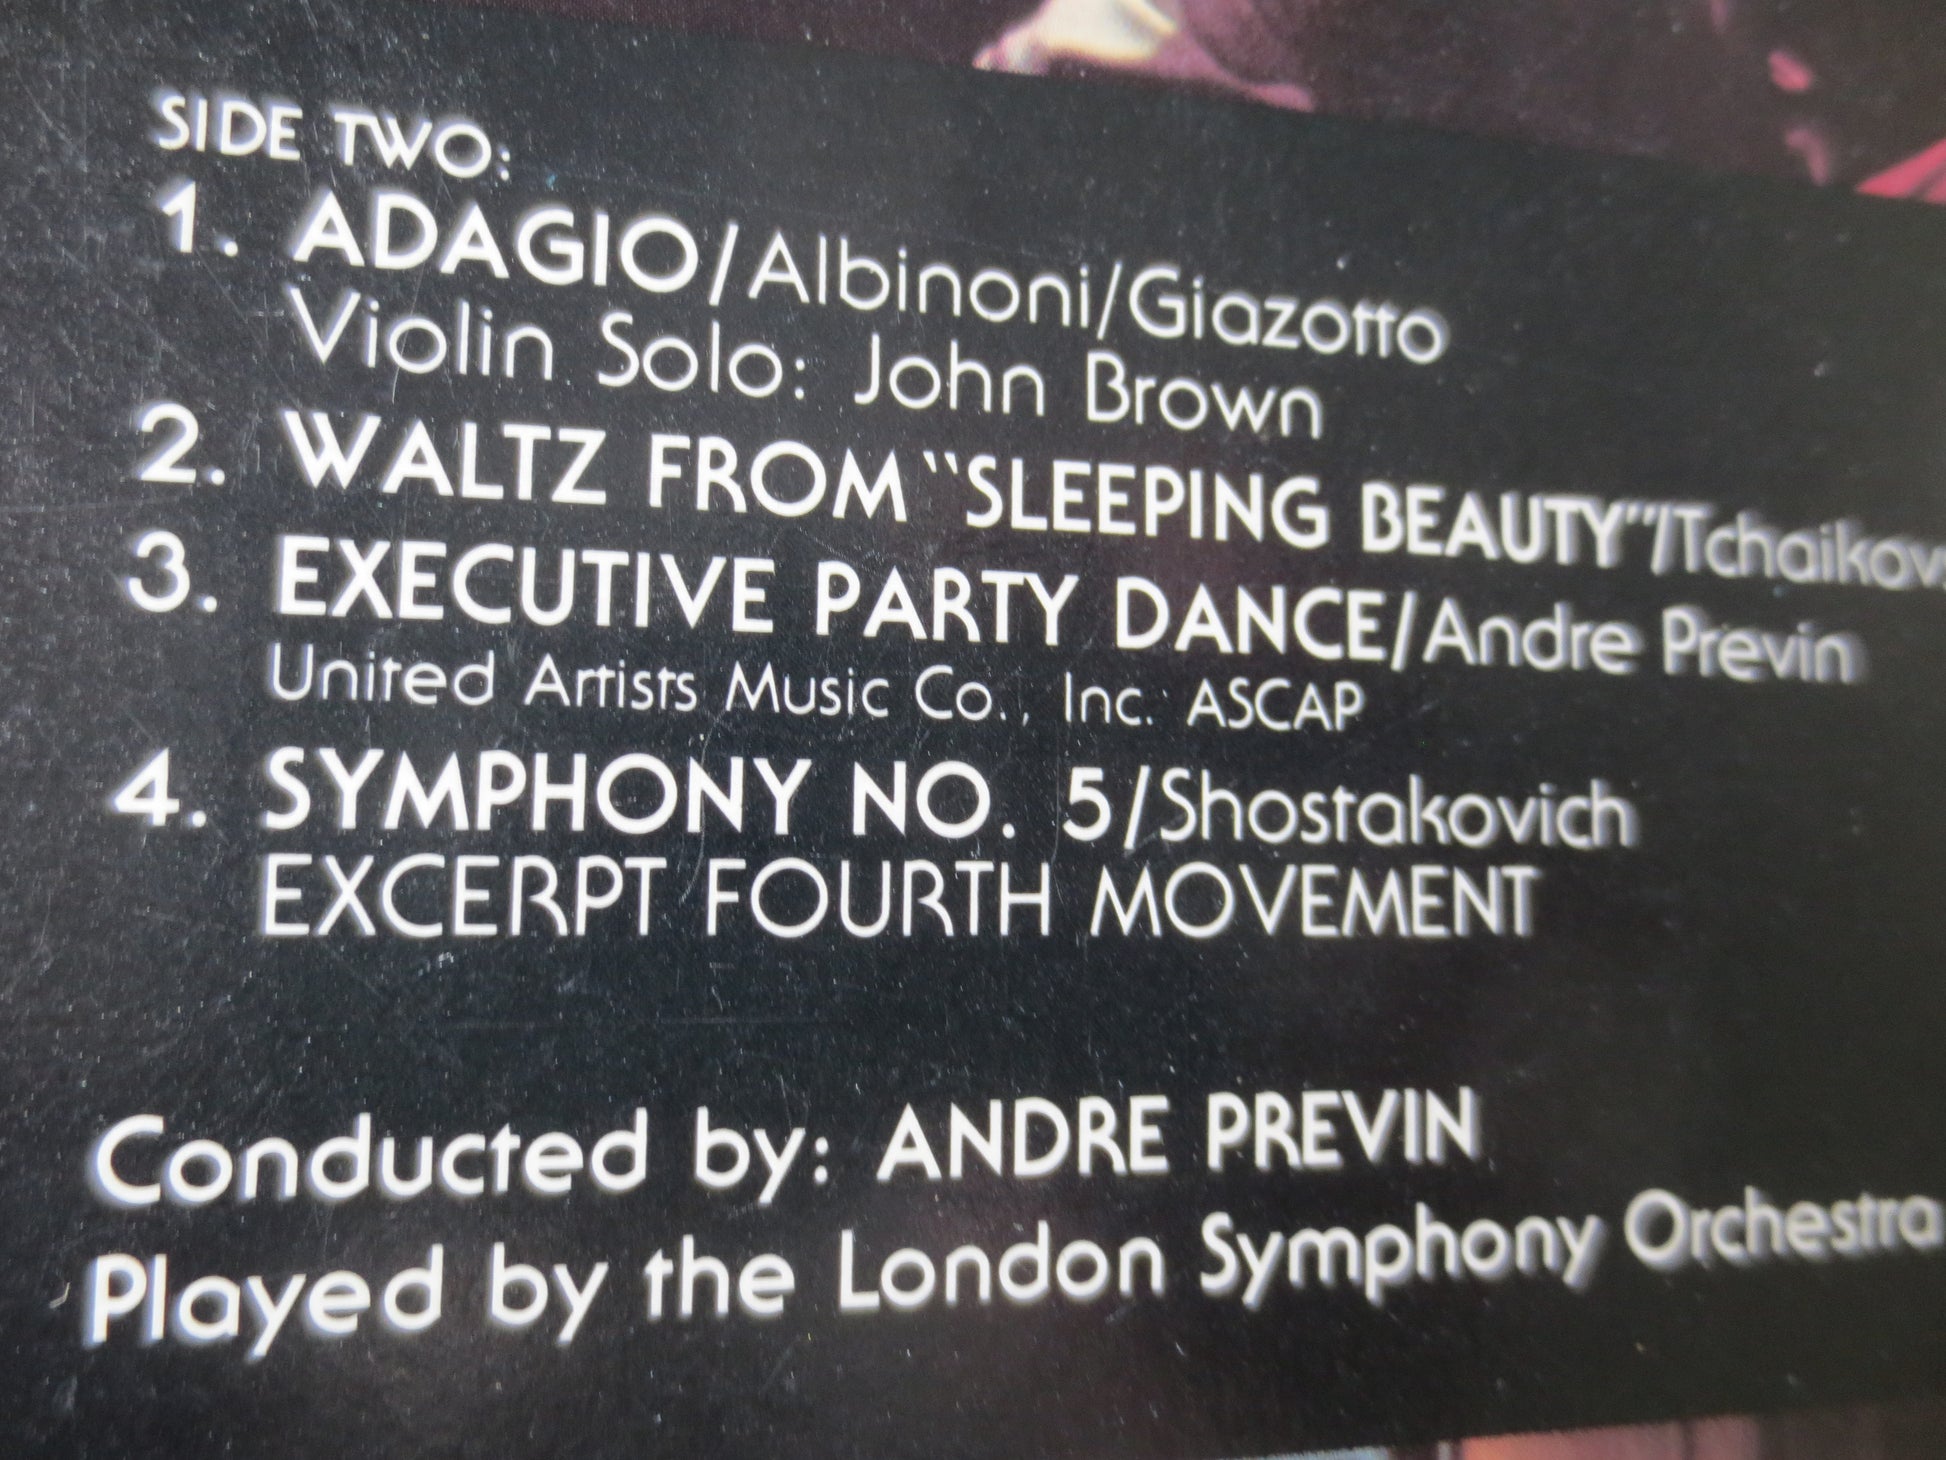 SIDE TWO:
1. ADAGIO/Albinoni/Giazotto
Violin Solo: John Brown
2. WALTZ FROM "SLEEPING BEAUTY"/Tchaikovs
3. EXECUTIVE PARTY DANCE/Andre Previn
United Artists Music Co., Inc. ASCAP
4. SYMPHONY NO. 5/Shostakovich
EXCERPT FOURTH MOVEMENT
Conducted by: ANDRE PREVIN
Played by the London Symphony Orchestra